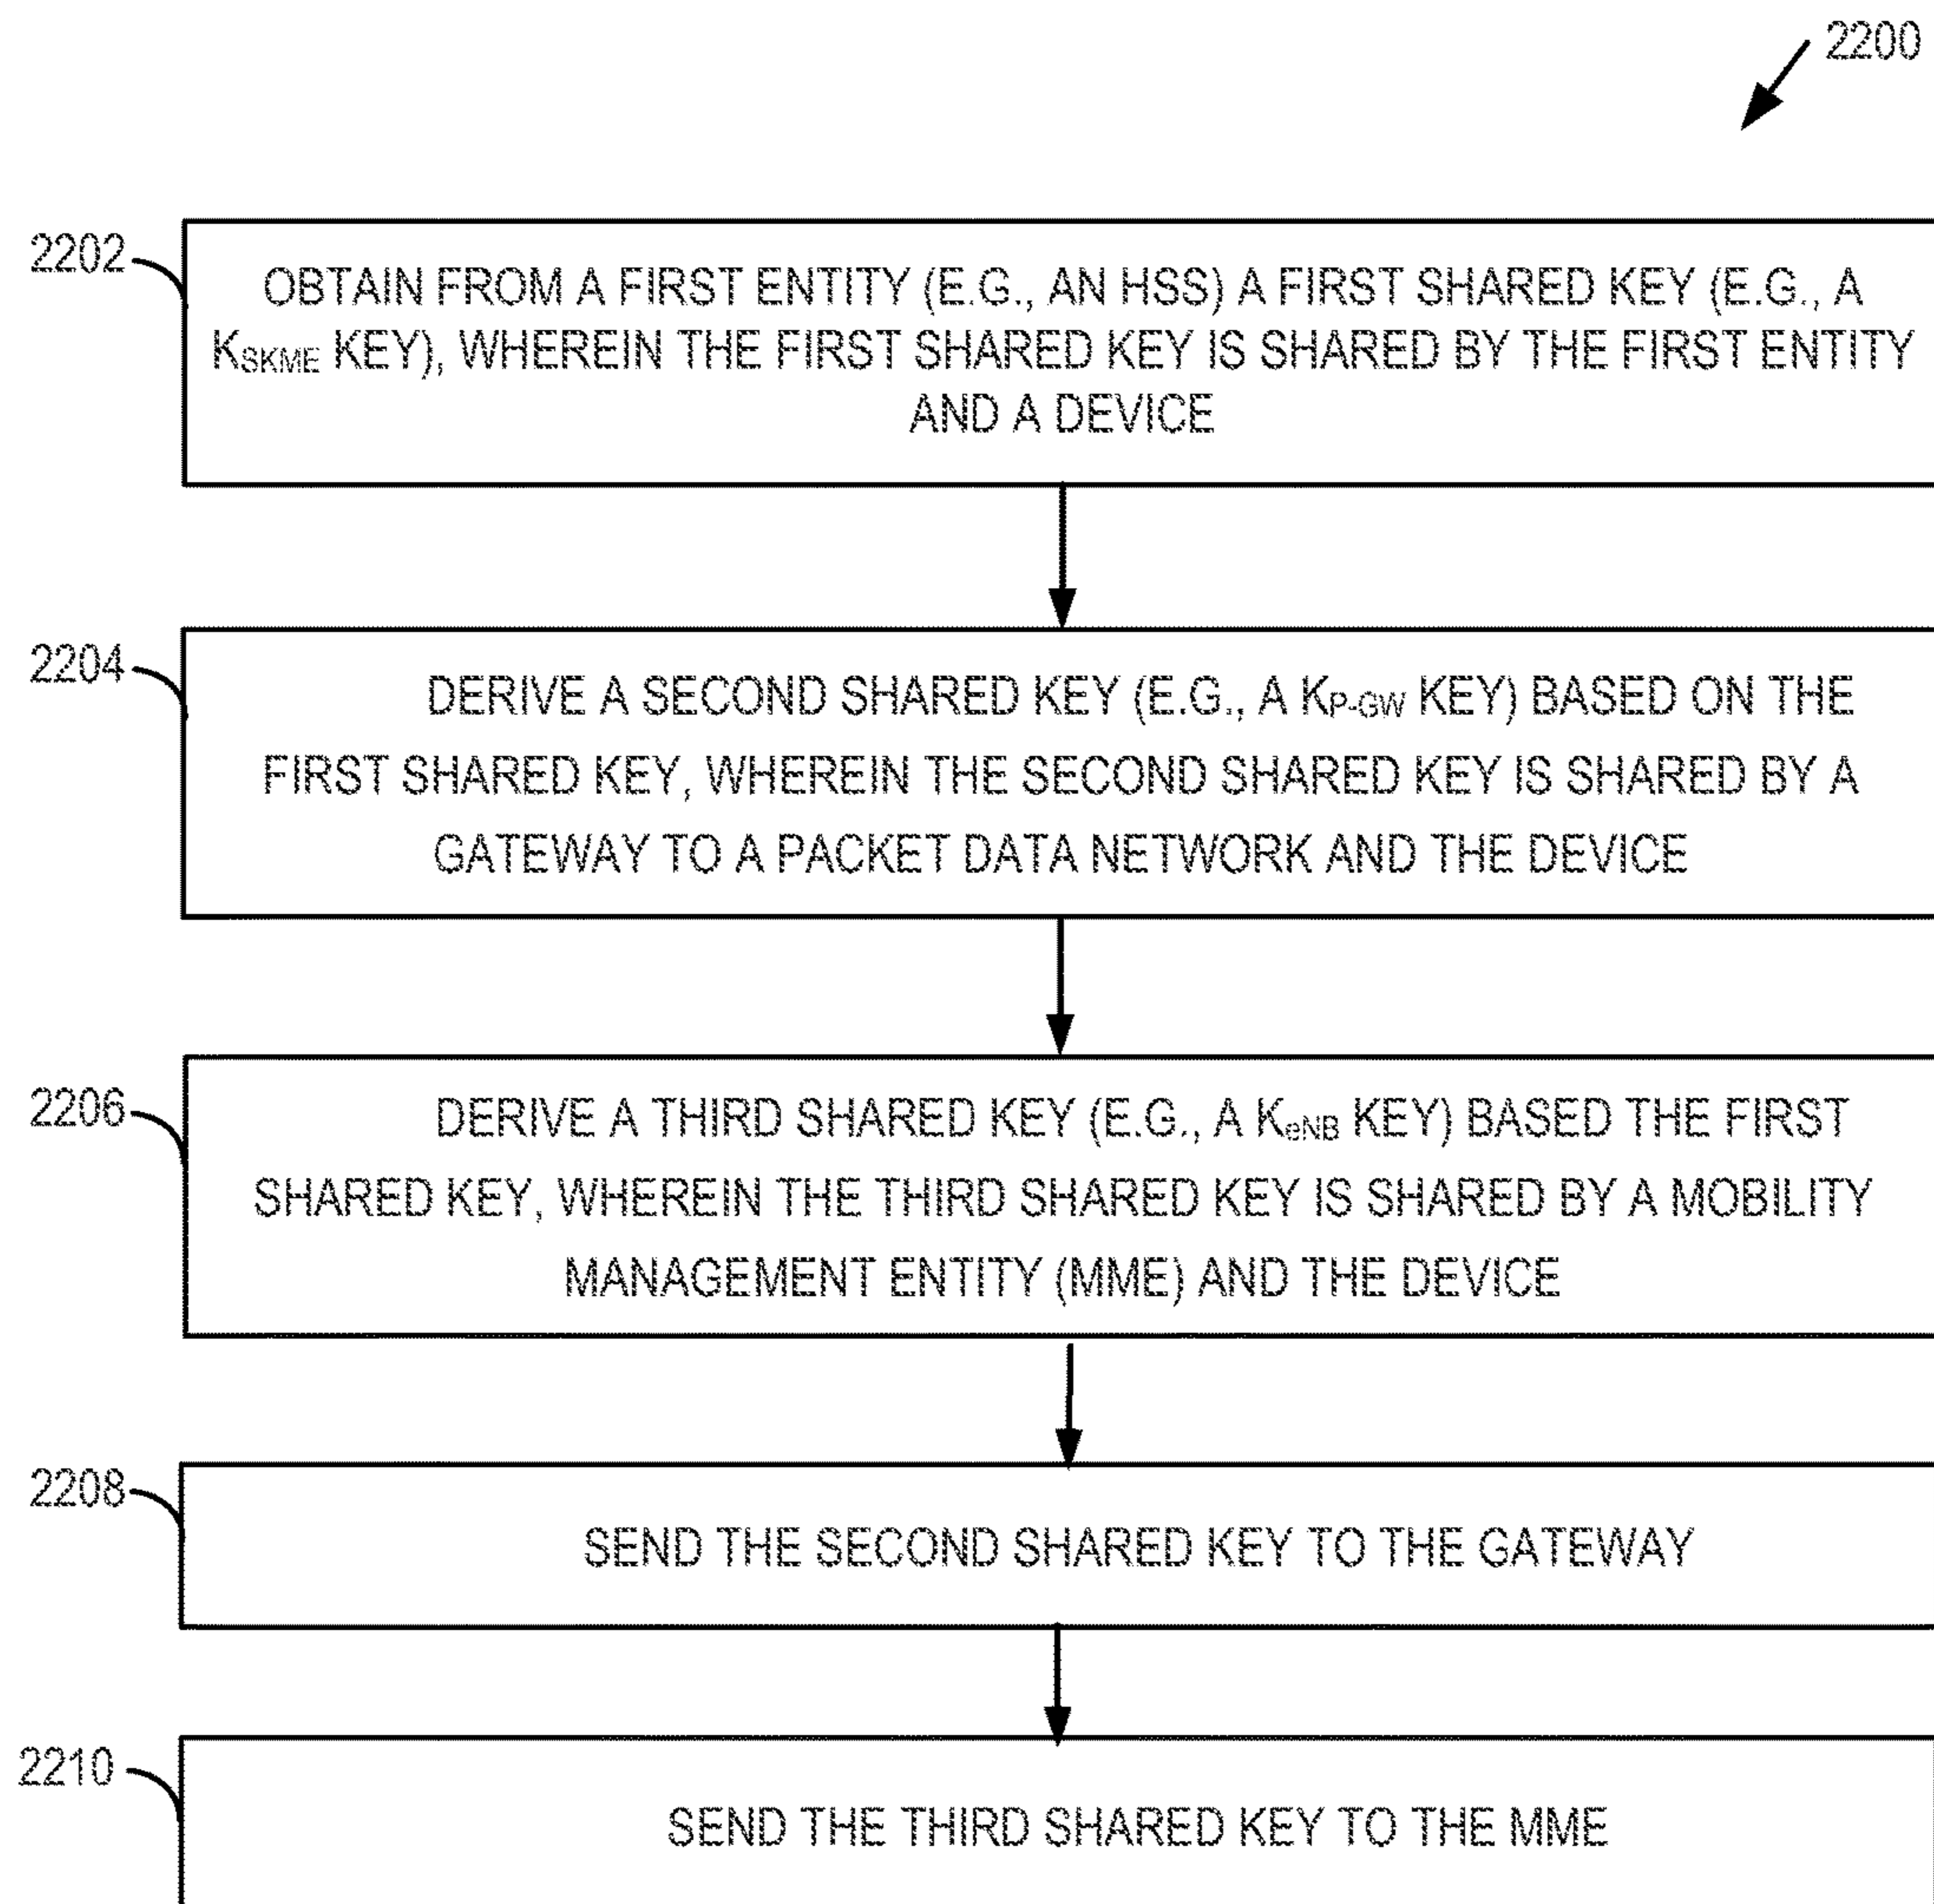 2200
2202
OBTAIN FROM A FIRST ENTITY (E.G., AN HSS) A FIRST SHARED KEY (E.G., A
KSKME KEY), WHEREIN THE FIRST SHARED KEY IS SHARED BY THE FIRST ENTITY
AND A DEVICE
2204
DERIVE A SECOND SHARED KEY (E.G., A KP-GW KEY) BASED ON THE
FIRST SHARED KEY, WHEREIN THE SECOND SHARED KEY IS SHARED BY A
GATEWAY TO A PACKET DATA NETWORK AND THE DEVICE
2206
DERIVE A THIRD SHARED KEY (E.G., A KeNB KEY) BASED THE FIRST
SHARED KEY, WHEREIN THE THIRD SHARED KEY IS SHARED BY A MOBILITY
MANAGEMENT ENTITY (MME) AND THE DEVICE
2208
SEND THE SECOND SHARED KEY TO THE GATEWAY
2210
SEND THE THIRD SHARED KEY TO THE MME